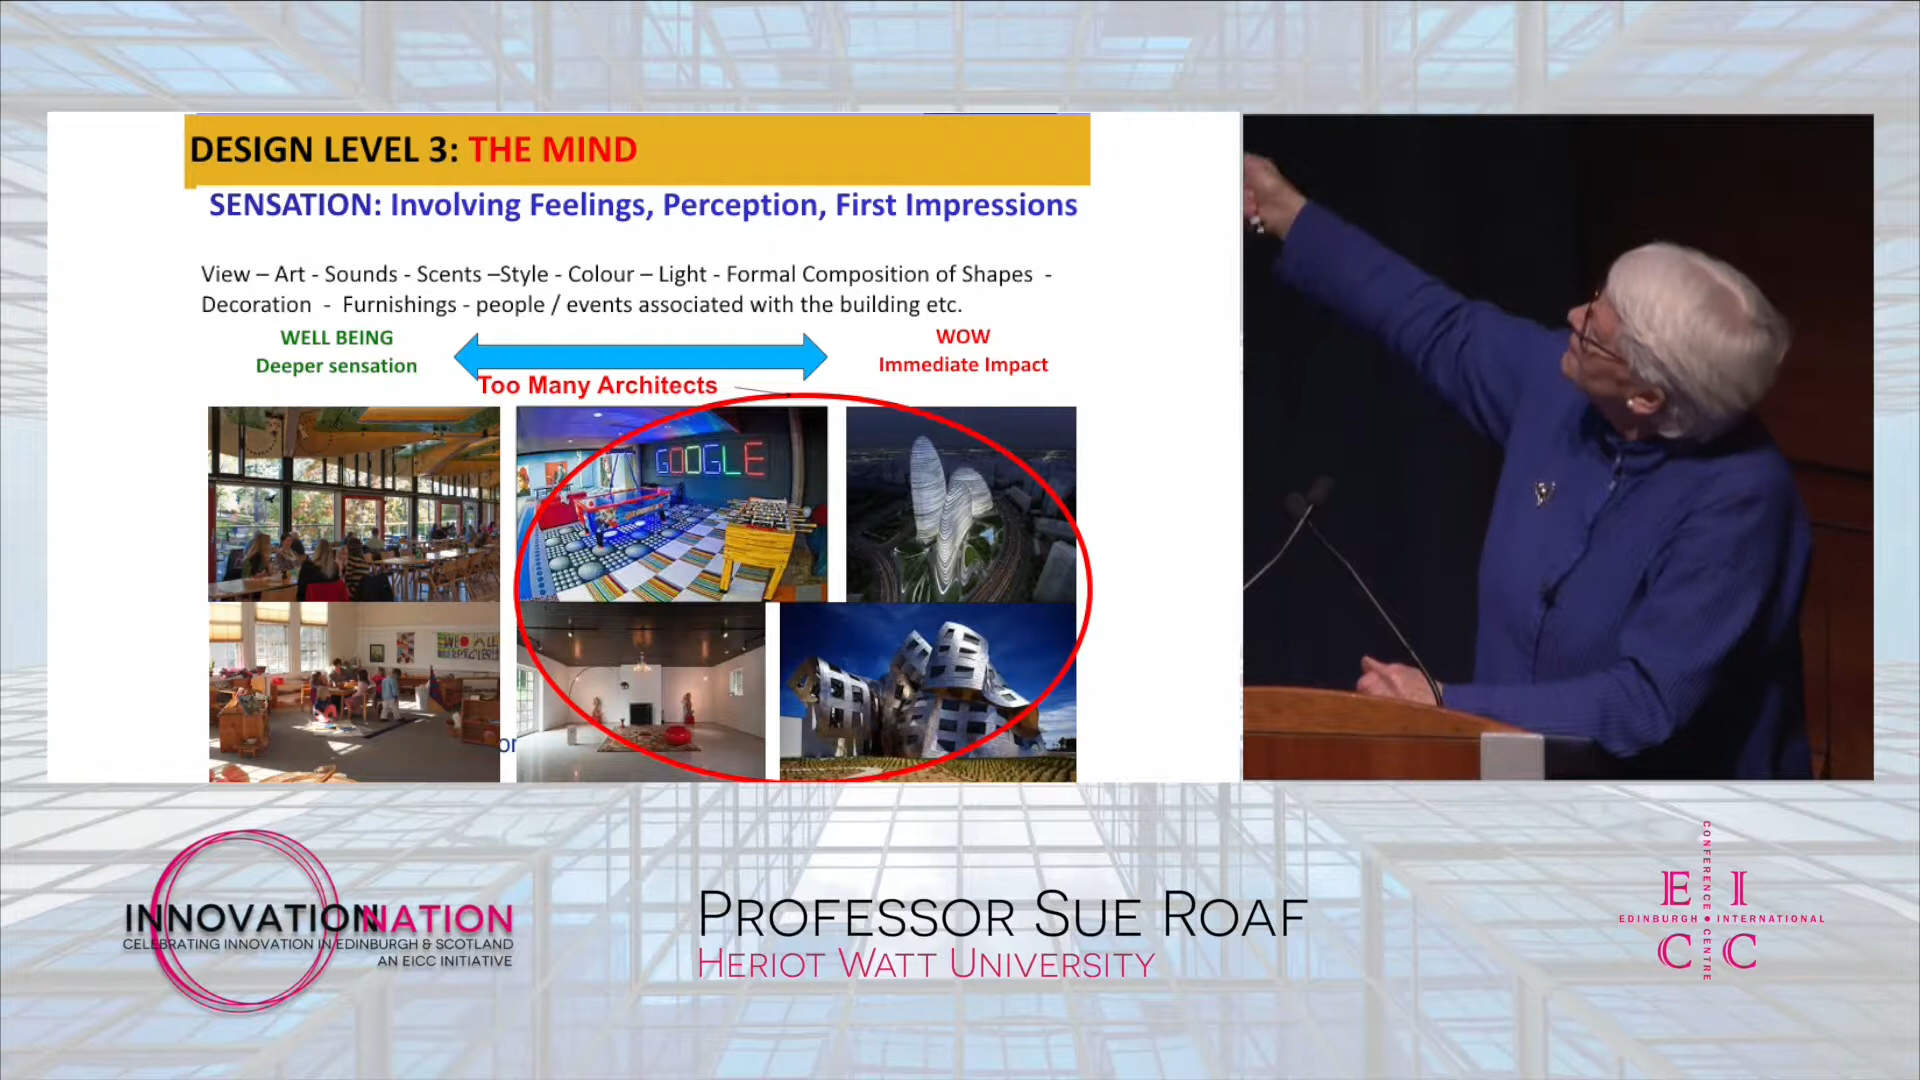 DESIGN LEVEL 3: THE MIND
SENSATION: Involving Feelings, Perception, First Impressions
View – Art - Sounds - Scents –Style - Colour – Light - Formal Composition of Shapes -
Decoration - Furnishings - people / events associated with the building etc.
WELL BEING
Deeper sensation
WOW
Immediate Impact
Too Many Architects
GOOGLE
or
INNOVATIONNATION
CELEBRATING INNOVATION IN EDINBURGH & SCOTLAND
AN EICC INITIATIVE
PROFESSOR SUE ROAF
HERIOT WATT UNIVERSITY
E I
EDINBURGH • INTERNATIONAL
C C
CONFERENCE CENTRE